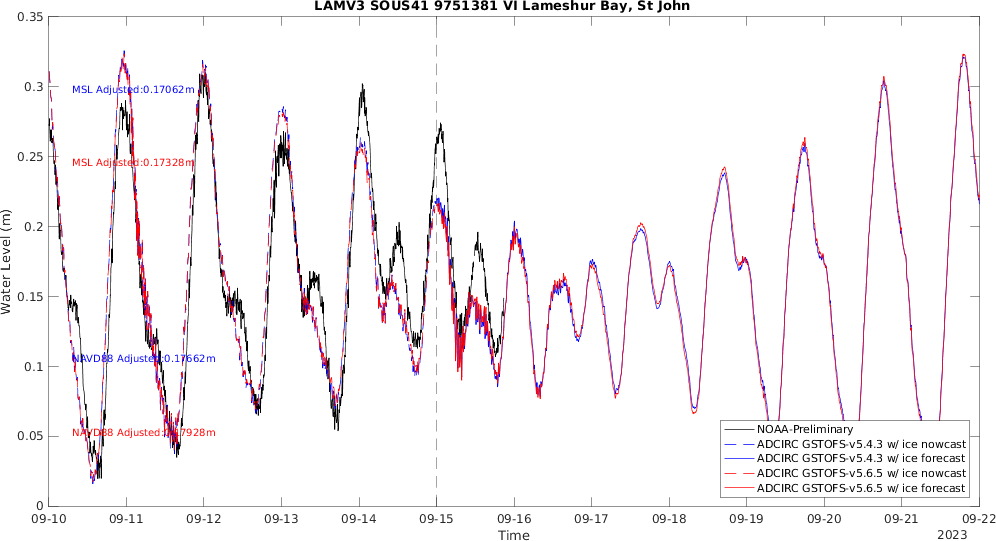 LAMV3 SOUS41 9751381 VI Lameshur Bay, St John
0.35
0.3
0.25
0.2
0.15
0.1
0.05
0
Water Level (m)
MSL Adjusted:0.17062m
MSL Adjusted:0.17328m
NAVD88 Adjusted:0.17662m
NAVD88 Adjusted:0.17928m
NOAA-Preliminary
ADCIRC GSTOFS-v5.4.3 w/ ice nowcast
ADCIRC GSTOFS-v5.4.3 w/ ice forecast
ADCIRC GSTOFS-v5.6.5 w/ ice nowcast
ADCIRC GSTOFS-v5.6.5 w/ ice forecast
09-10 09-11 09-12 09-13 09-14 09-15 09-16 09-17 09-18 09-19 09-20 09-21 09-22
Time
2023